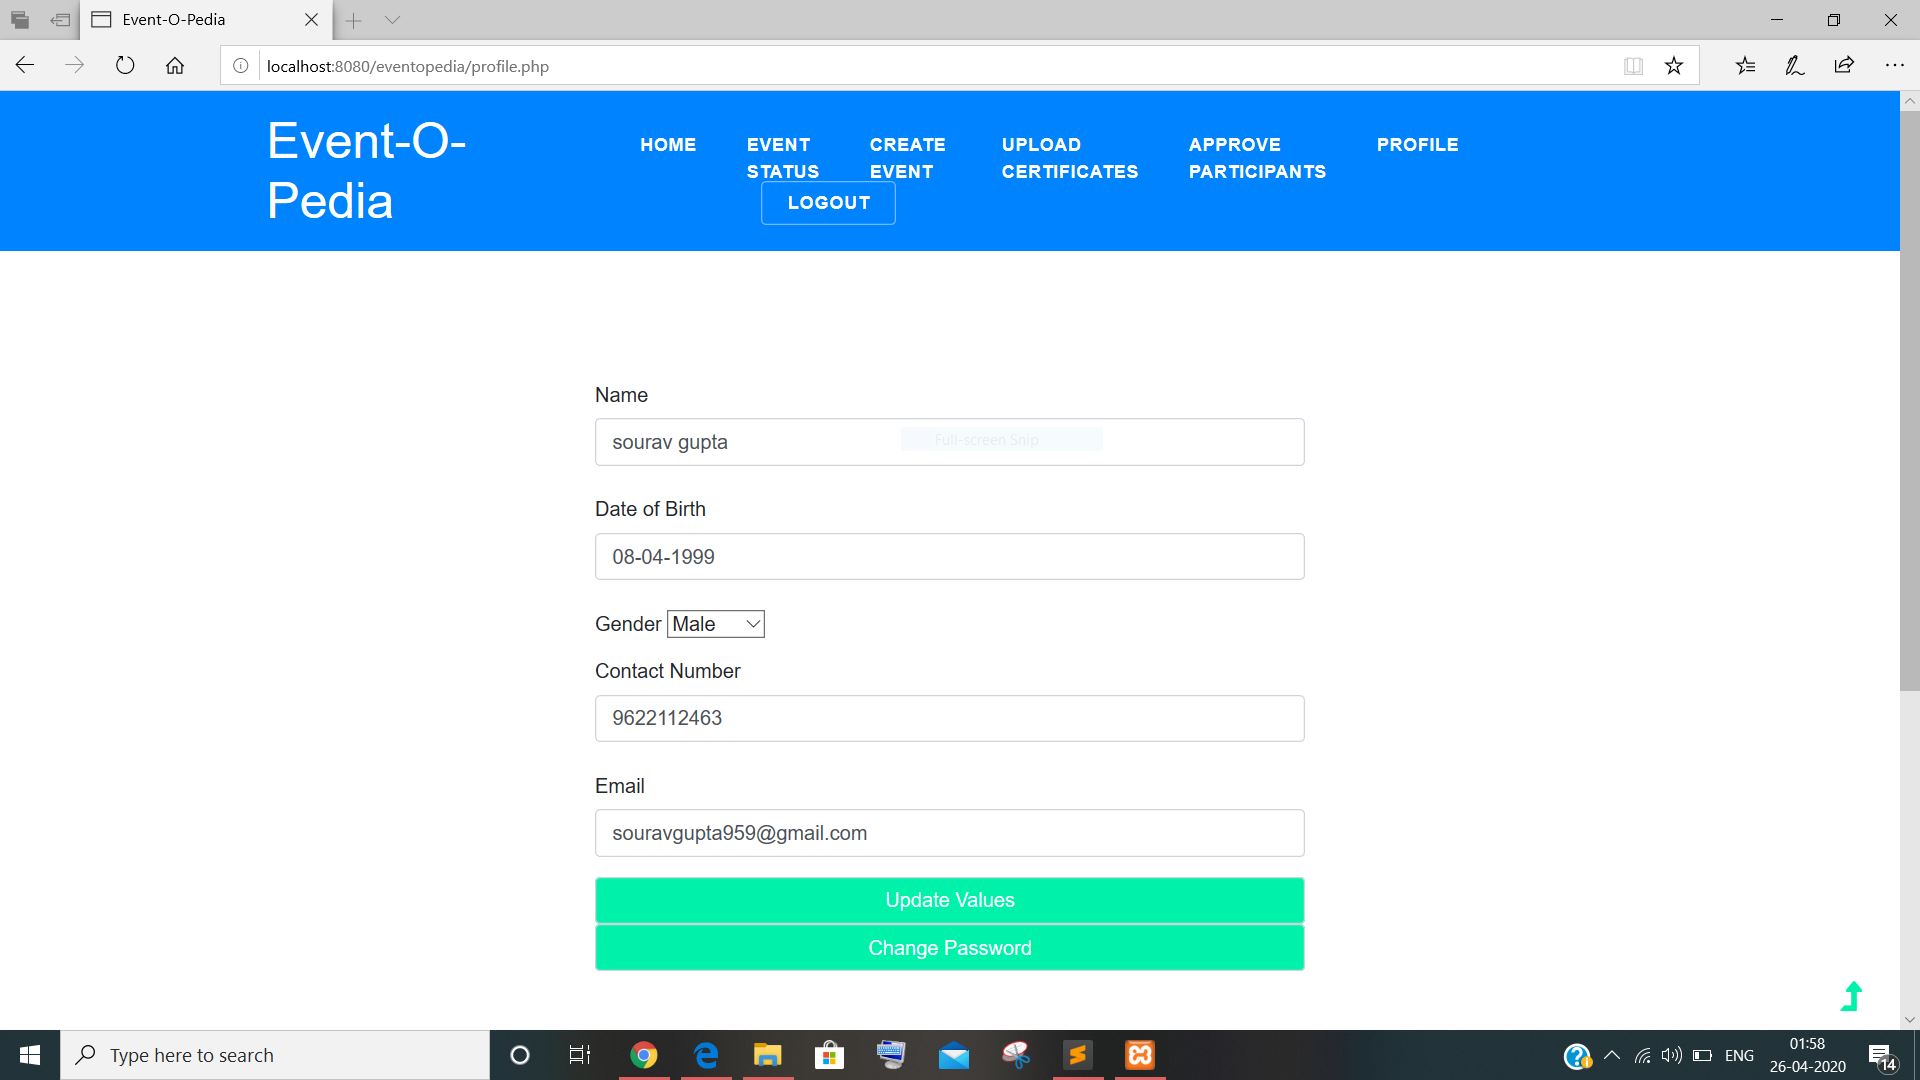 Event-O-Pedia
localhost:8080/eventopedia/profile.php
Event-O-
Pedia
HOME
EVENT
STATUS
CREATE
EVENT
UPLOAD
CERTIFICATES
APPROVE
PARTICIPANTS
PROFILE
LOGOUT
Name
sourav gupta
Full-screen Snip
Date of Birth
08-04-1999
Gender Male
Contact Number
9622112463
Email
souravgupta959@gmail.com
Update Values
Change Password
Type here to search
ENG
01:58
26-04-2020
14